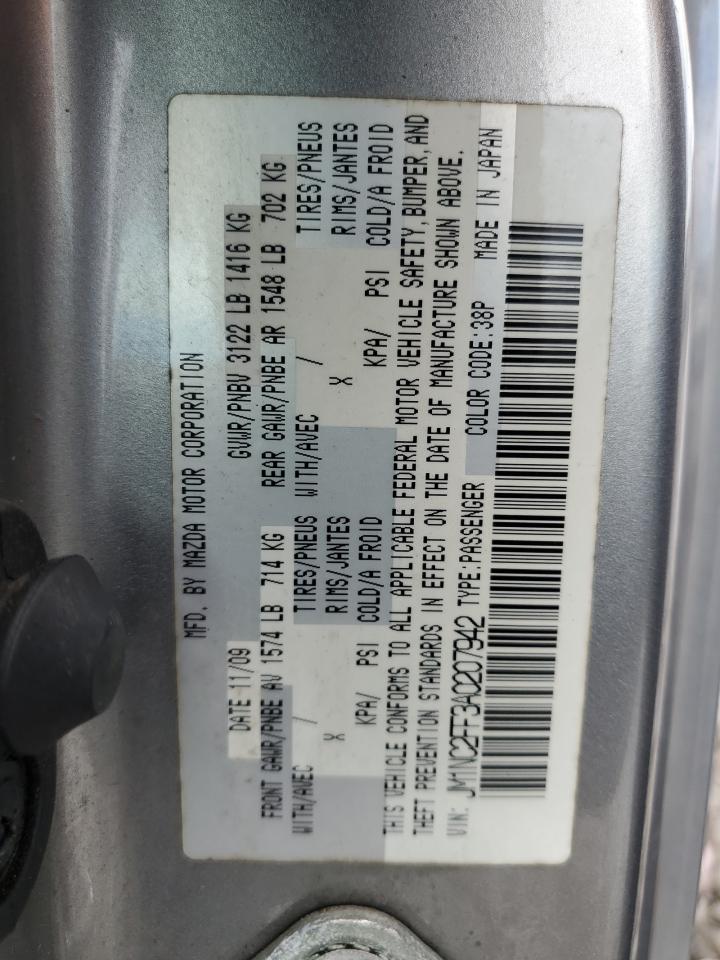 MFD. BY MAZDA MOTOR CORPORATION
DATE 11/09 GVWR/PNBV 3122 LB 1416 KG
FRONT GAWR/PNBE AV 1574 LB 714 KG REAR GAWR/PNBE AR 1548 LB 702 KG
WITH/AVEC / TIRES/PNEUS WITH/AVEC / TIRES/PNEUS
X RIMS/JANTES X RIMS/JANTES
KPA/ PSI COLD/A FROID KPA/ PSI COLD/A FROID
THIS VEHICLE CONFORMS TO ALL APPLICABLE FEDERAL MOTOR VEHICLE SAFETY, BUMPER, AND
THEFT PREVENTION STANDARDS IN EFFECT ON THE DATE OF MANUFACTURE SHOWN ABOVE.
VIN: JM1NC2FF3A0207942 TYPE:PASSENGER COLOR CODE:38P MADE IN JAPAN